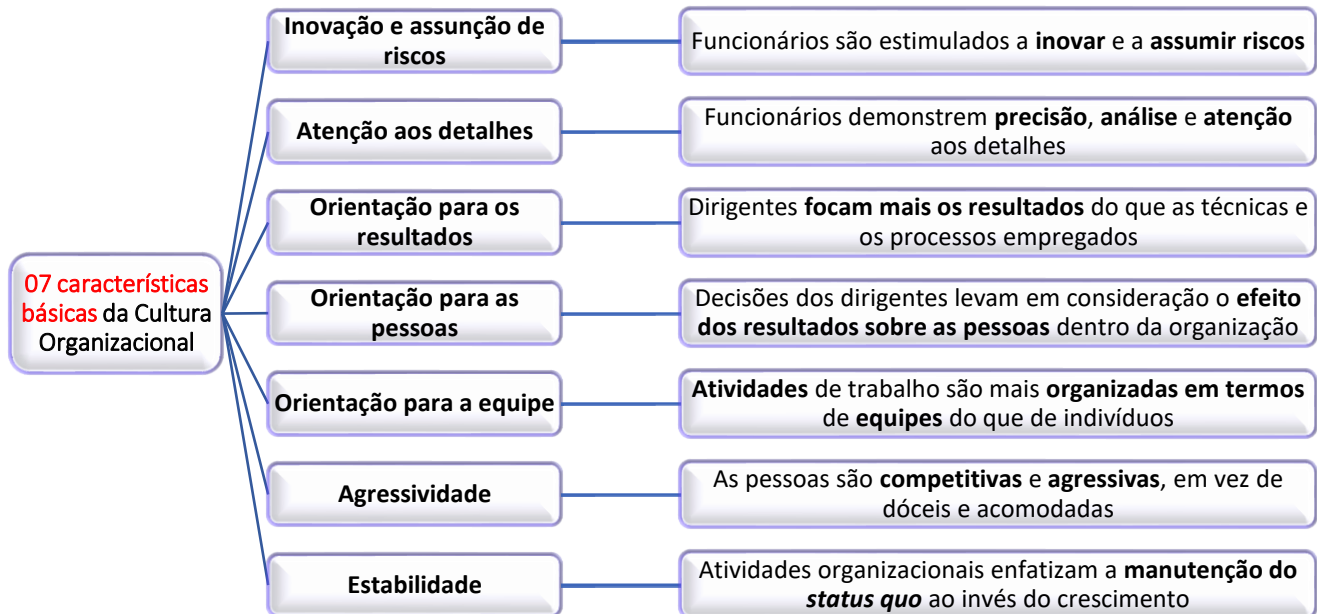 Inovação e assunção de
riscos
Funcionários são estimulados a inovar e a assumir riscos
Atenção aos detalhes
Funcionários demonstrem precisão, análise e atenção
aos detalhes
Orientação para os
resultados
Dirigentes focam mais os resultados do que as técnicas e
os processos empregados
07 características
básicas da Cultura
Organizacional
Orientação para as
pessoas
Decisões dos dirigentes levam em consideração o efeito
dos resultados sobre as pessoas dentro da organização
Orientação para a equipe
Atividades de trabalho são mais organizadas em termos
de equipes do que de indivíduos
Agressividade
As pessoas são competitivas e agressivas, em vez de
dóceis e acomodadas
Estabilidade
Atividades organizacionais enfatizam a manutenção do
status quo ao invés do crescimento